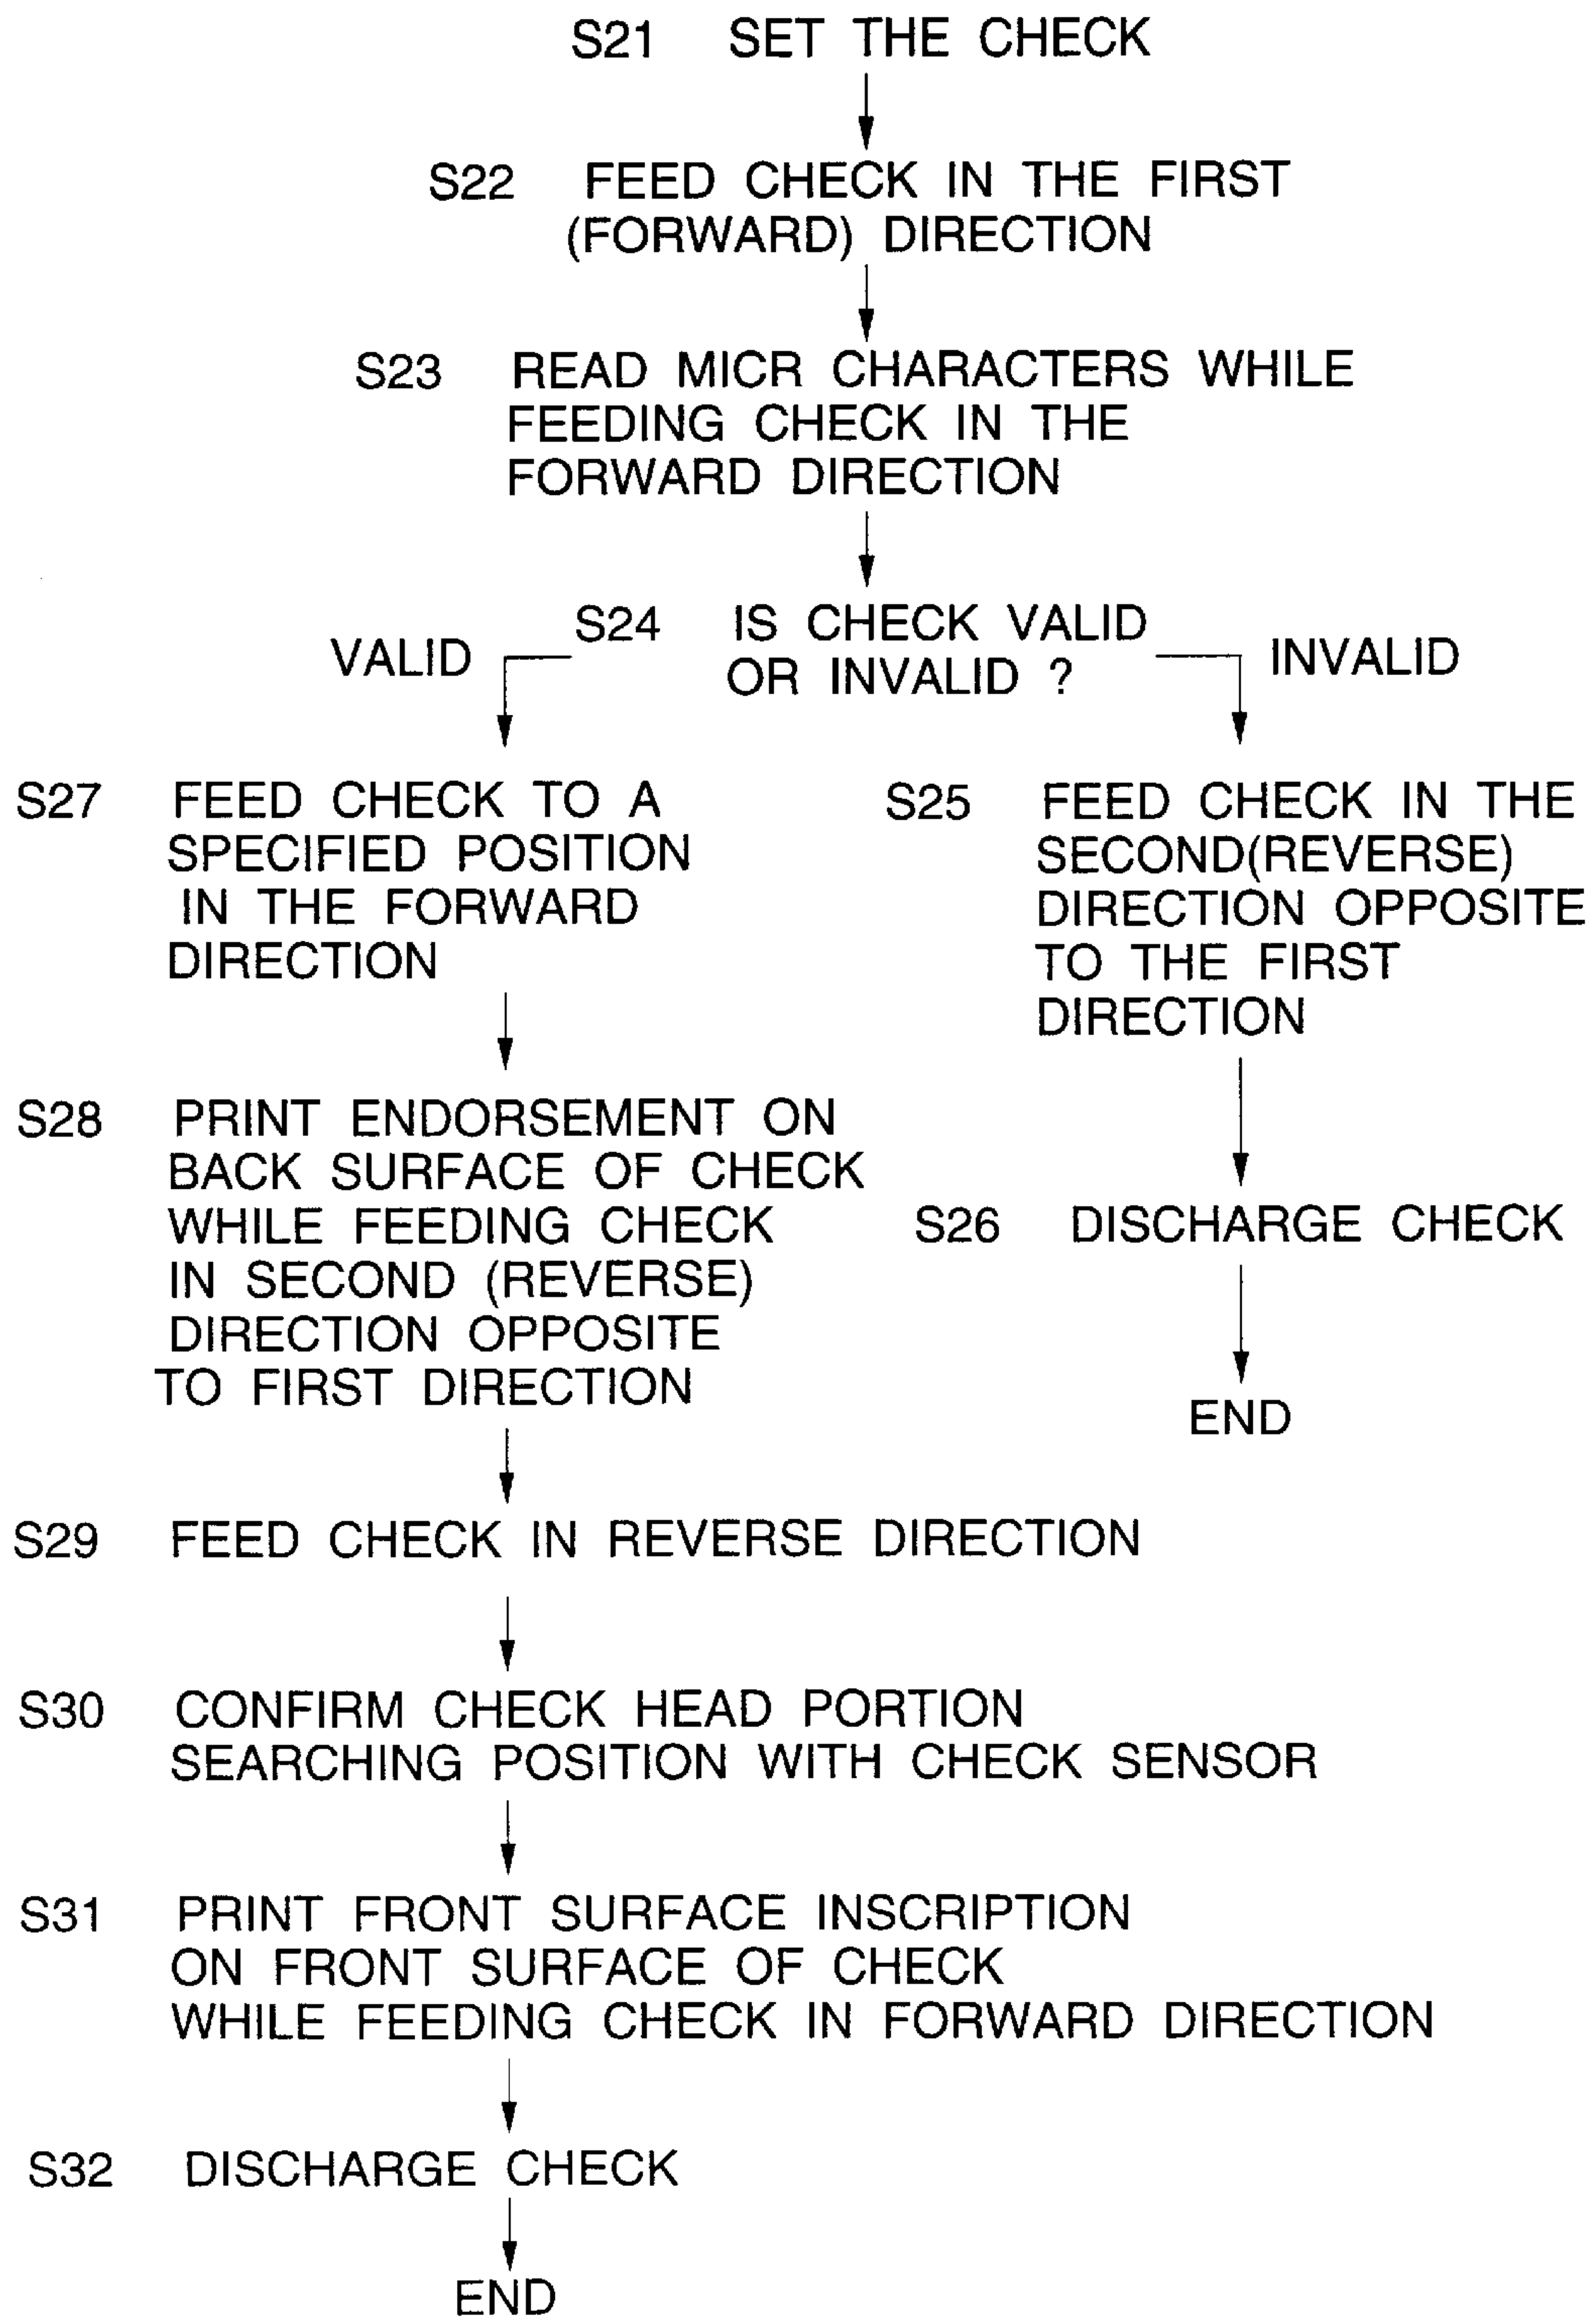 S21 SET THE CHECK
S22 FEED CHECK IN THE FIRST
(FORWARD) DIRECTION
S23 READ MICR CHARACTERS WHILE
FEEDING CHECK IN THE
FORWARD DIRECTION
S24 IS CHECK VALID
OR INVALID ?
VALID
INVALID
S27 FEED CHECK TO A
SPECIFIED POSITION
IN THE FORWARD
DIRECTION
S28 PRINT ENDORSEMENT ON
BACK SURFACE OF CHECK
WHILE FEEDING CHECK
IN SECOND (REVERSE)
DIRECTION OPPOSITE
TO FIRST DIRECTION
S25 FEED CHECK IN THE
SECOND(REVERSE)
DIRECTION OPPOSITE
TO THE FIRST
DIRECTION
S26 DISCHARGE CHECK
END
S29 FEED CHECK IN REVERSE DIRECTION
S30 CONFIRM CHECK HEAD PORTION
SEARCHING POSITION WITH CHECK SENSOR
S31 PRINT FRONT SURFACE INSCRIPTION
ON FRONT SURFACE OF CHECK
WHILE FEEDING CHECK IN FORWARD DIRECTION
S32 DISCHARGE CHECK
END